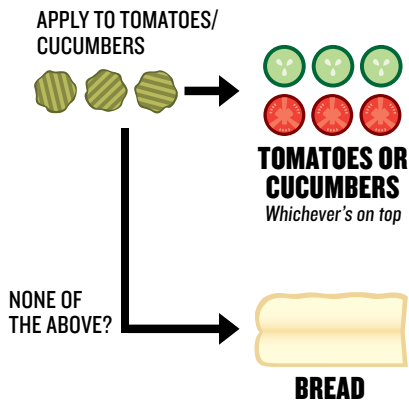 APPLY TO TOMATOES/
CUCUMBERS
TOMATOES OR
CUCUMBERS
Whichever's on top
NONE OF
THE ABOVE?
BREAD